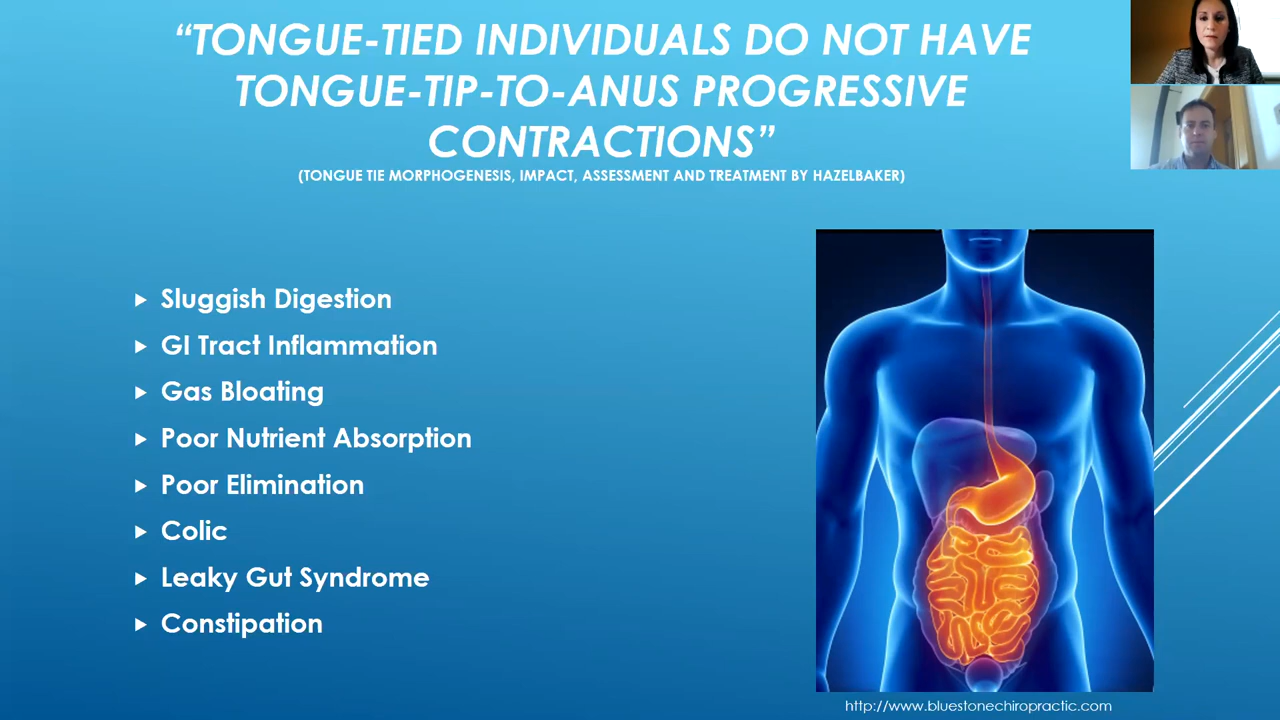 “TONGUE-TIED INDIVIDUALS DO NOT HAVE
TONGUE-TIP-TO-ANUS PROGRESSIVE
CONTRACTIONS”
(TONGUE TIE MORPHOGENESIS, IMPACT, ASSESSMENT AND TREATMENT BY HAZELBAKER)
Sluggish Digestion
GI Tract Inflammation
Gas Bloating
Poor Nutrient Absorption
Poor Elimination
Colic
Leaky Gut Syndrome
Constipation
http://www.bluestonechiropractic.com